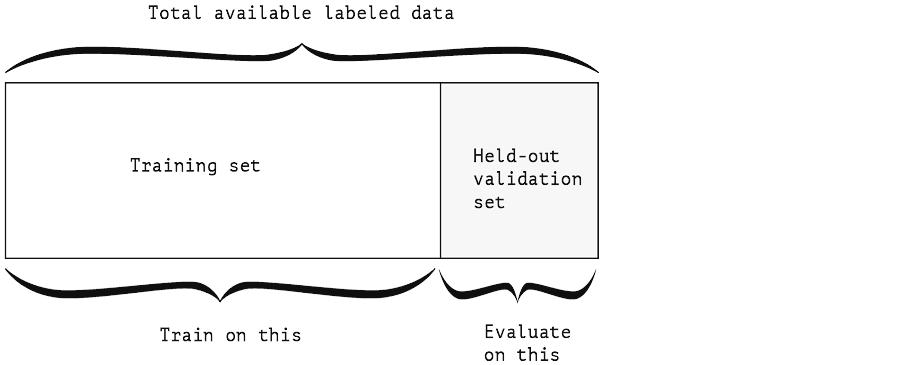 Total available labeled data
Training set
Held-out
validation
set
Train on this
Evaluate
on this